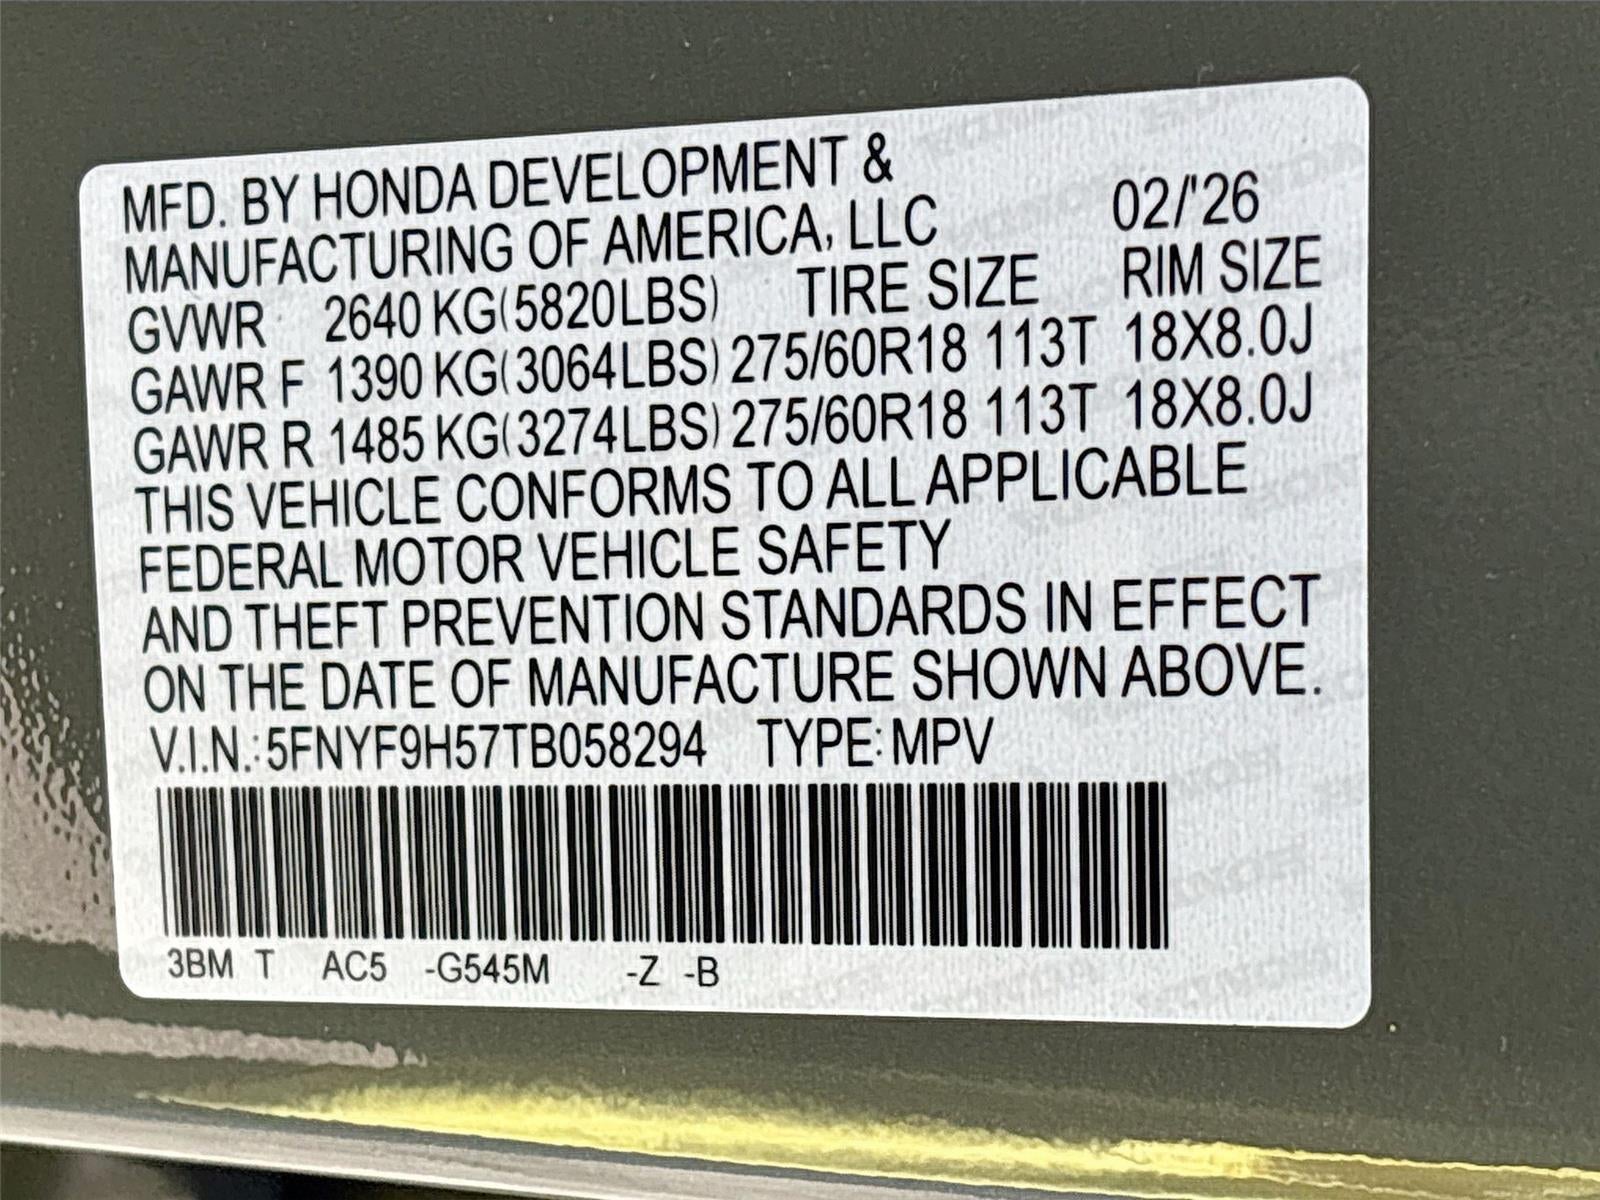 MFD. BY HONDA DEVELOPMENT &
MANUFACTURING OF AMERICA, LLC 02/'26
GVWR 2640 KG(5820LBS) TIRE SIZE RIM SIZE
GAWR F 1390 KG(3064LBS) 275/60R18 113T 18X8.0J
GAWR R 1485 KG(3274LBS) 275/60R18 113T 18X8.0J
THIS VEHICLE CONFORMS TO ALL APPLICABLE
FEDERAL MOTOR VEHICLE SAFETY
AND THEFT PREVENTION STANDARDS IN EFFECT
ON THE DATE OF MANUFACTURE SHOWN ABOVE.
V.I.N.: 5FNYF9H57TB058294 TYPE: MPV
3BM T AC5 -G545M -Z -B